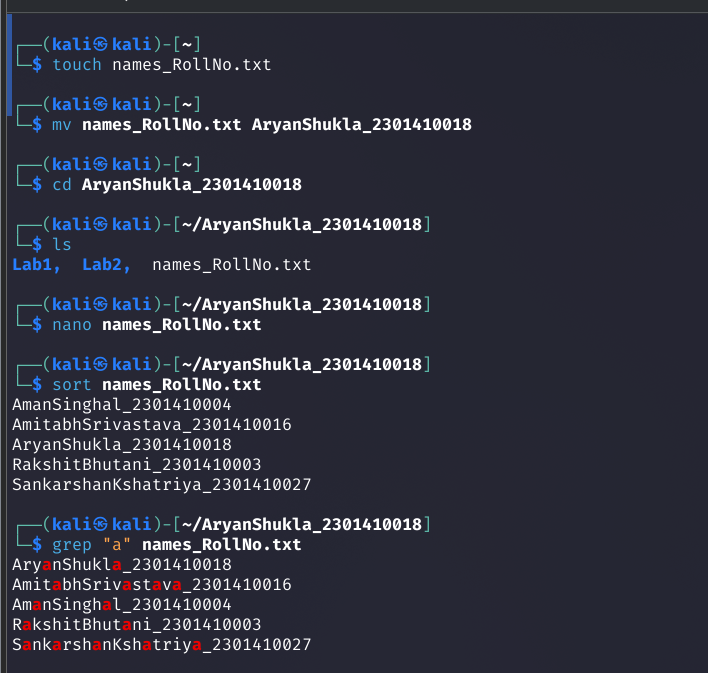 ┌──(kali㉿kali)-[~]
└─$ touch names_RollNo.txt
┌──(kali㉿kali)-[~]
└─$ mv names_RollNo.txt AryanShukla_2301410018
┌──(kali㉿kali)-[~]
└─$ cd AryanShukla_2301410018
┌──(kali㉿kali)-[~/AryanShukla_2301410018]
└─$ ls
Lab1,  Lab2,  names_RollNo.txt
┌──(kali㉿kali)-[~/AryanShukla_2301410018]
└─$ nano names_RollNo.txt
┌──(kali㉿kali)-[~/AryanShukla_2301410018]
└─$ sort names_RollNo.txt
AmanSinghal_2301410004
AmitabhSrivastava_2301410016
AryanShukla_2301410018
RakshitBhutani_2301410003
SankarshanKshatriya_2301410027
┌──(kali㉿kali)-[~/AryanShukla_2301410018]
└─$ grep "a" names_RollNo.txt
AryanShukla_2301410018
AmitabhSrivastava_2301410016
AmanSinghal_2301410004
RakshitBhutani_2301410003
SankarshanKshatriya_2301410027